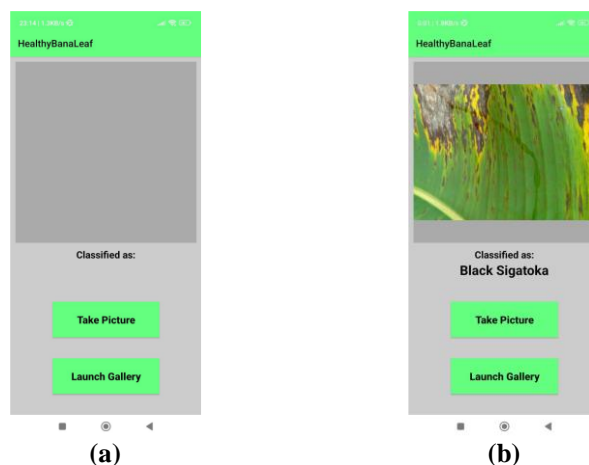 HealthyBanaLeaf
Classified as:
Take Picture
Launch Gallery
(a)
HealthyBanaLeaf
Classified as:
Black Sigatoka
Take Picture
Launch Gallery
(b)